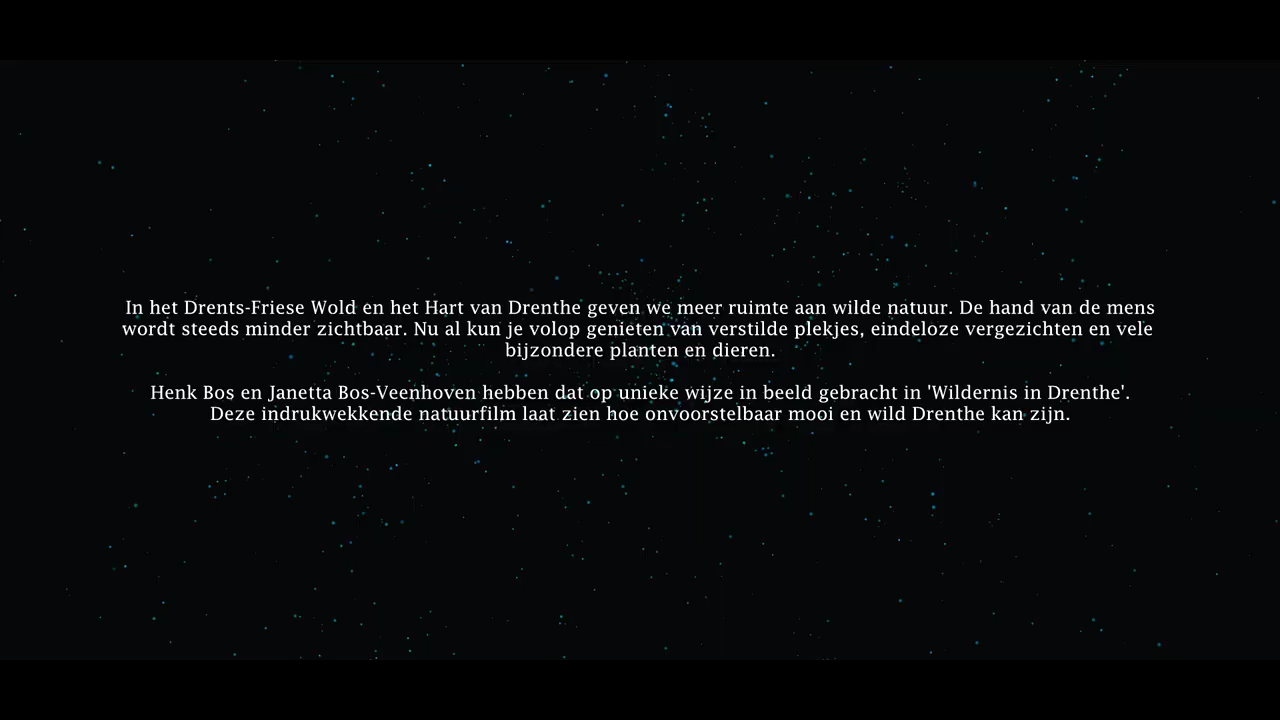 In het Drents-Friese Wold en het Hart van Drenthe geven we meer ruimte aan wilde natuur. De hand van de mens
wordt steeds minder zichtbaar. Nu al kun je volop genieten van verstilde plekjes, eindeloze vergezichten en vele
bijzondere planten en dieren.
Henk Bos en Janetta Bos-Veenhoven hebben dat op unieke wijze in beeld gebracht in 'Wildernis in Drenthe'.
Deze indrukwekkende natuurfilm laat zien hoe onvoorstelbaar mooi en wild Drenthe kan zijn.